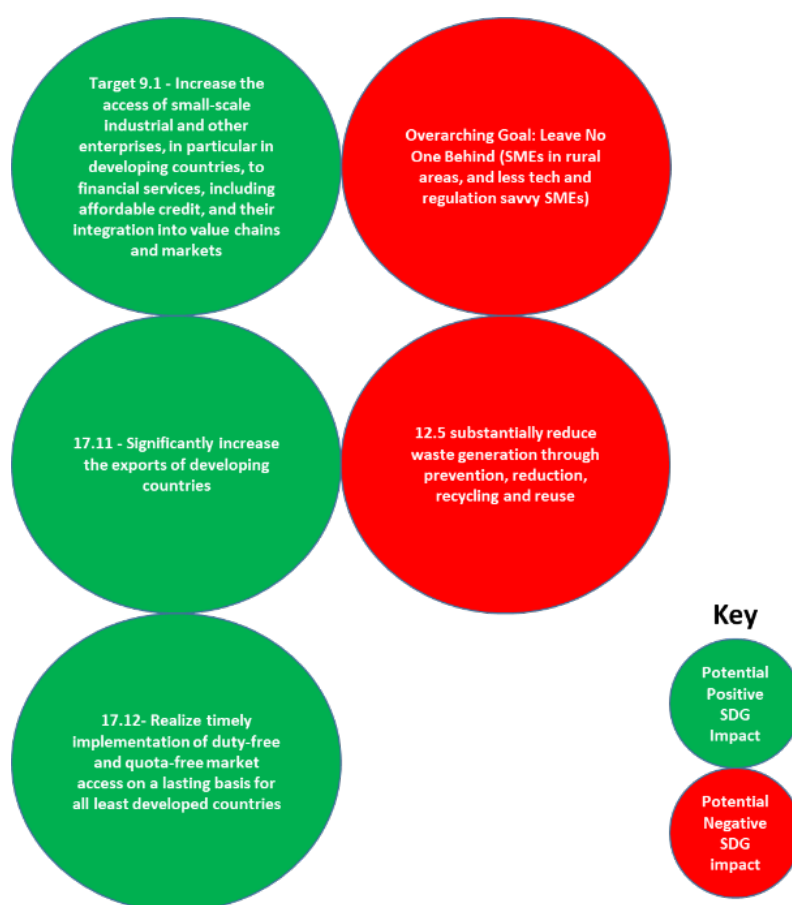 Target 9.1 - Increase the
access of small-scale
industrial and other
enterprises, in particular in
developing countries, to
financial services, including
affordable credit, and their
integration into value chains
and markets
Overarching Goal: Leave No
One Behind (SMEs in rural
areas, and less tech and
regulation savvy SMEs)
17.11 - Significantly increase
the exports of developing
countries
12.5 substantially reduce
waste generation through
prevention, reduction,
recycling and reuse
17.12- Realize timely
implementation of duty-free
and quota-free market
access on a lasting basis for
all least developed countries
Key
Potential
Positive
SDG
Impact
Potential
Negative
SDG
impact